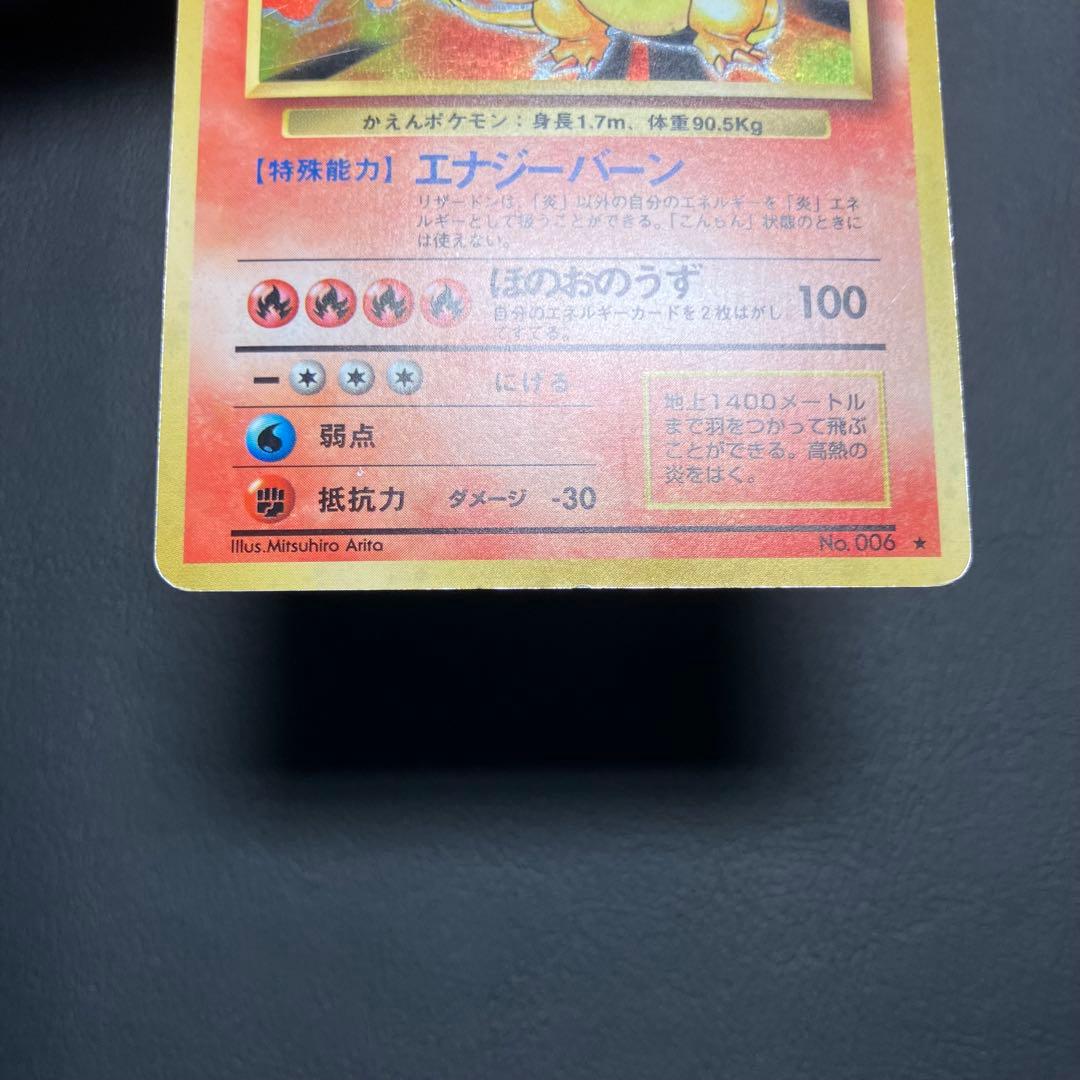 かえんポケモン：身長1.7m、体重90.5Kg
【特殊能力】エナジーバーン
リザードンは、「炎」以外の自分のエネルギーを「炎」エネ
ルギーとして扱うことができる。「こんらん」状態のときに
は使えない。
ほのおのうず 100
自分のエネルギーカードを2枚はがし
てすてる。
にげる
弱点
抵抗力 ダメージ -30
地上1400メートル
まで羽をつかって飛ぶ
ことができる。高熱の
炎をはく。
Illus.Mitsuhiro Arita
No. 006 ★